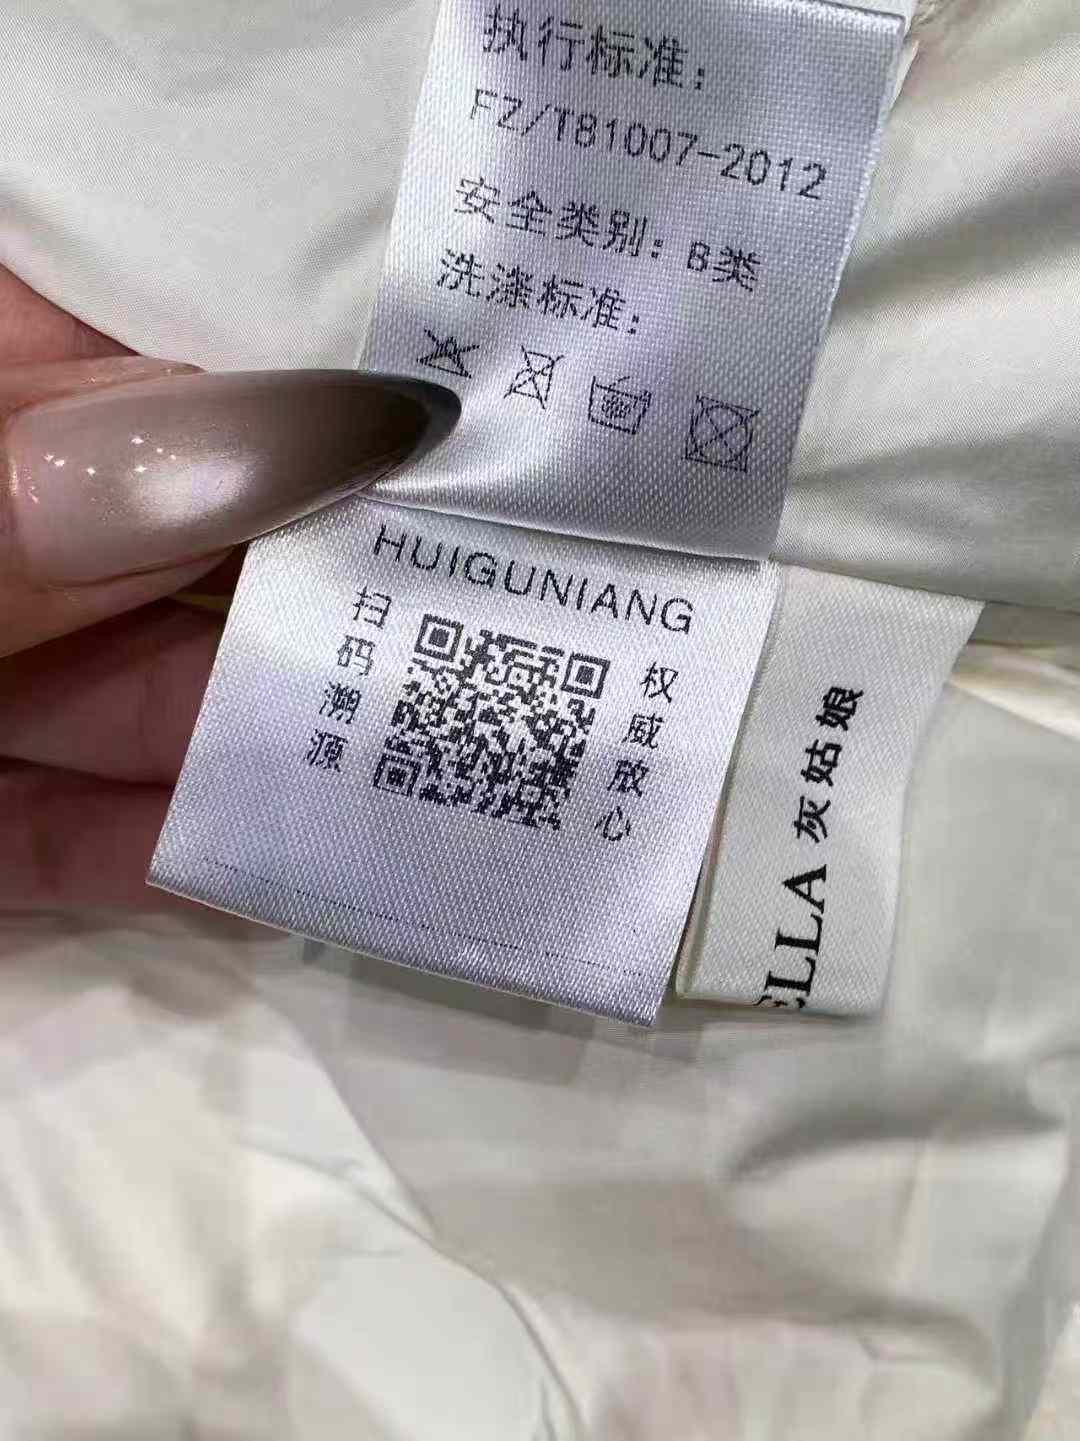 执行标准：
FZ/T81007-2012
安全类别：B类
洗涤标准：
HUIGUNIANG
扫码溯源
权威放心
ELLA 灰姑娘